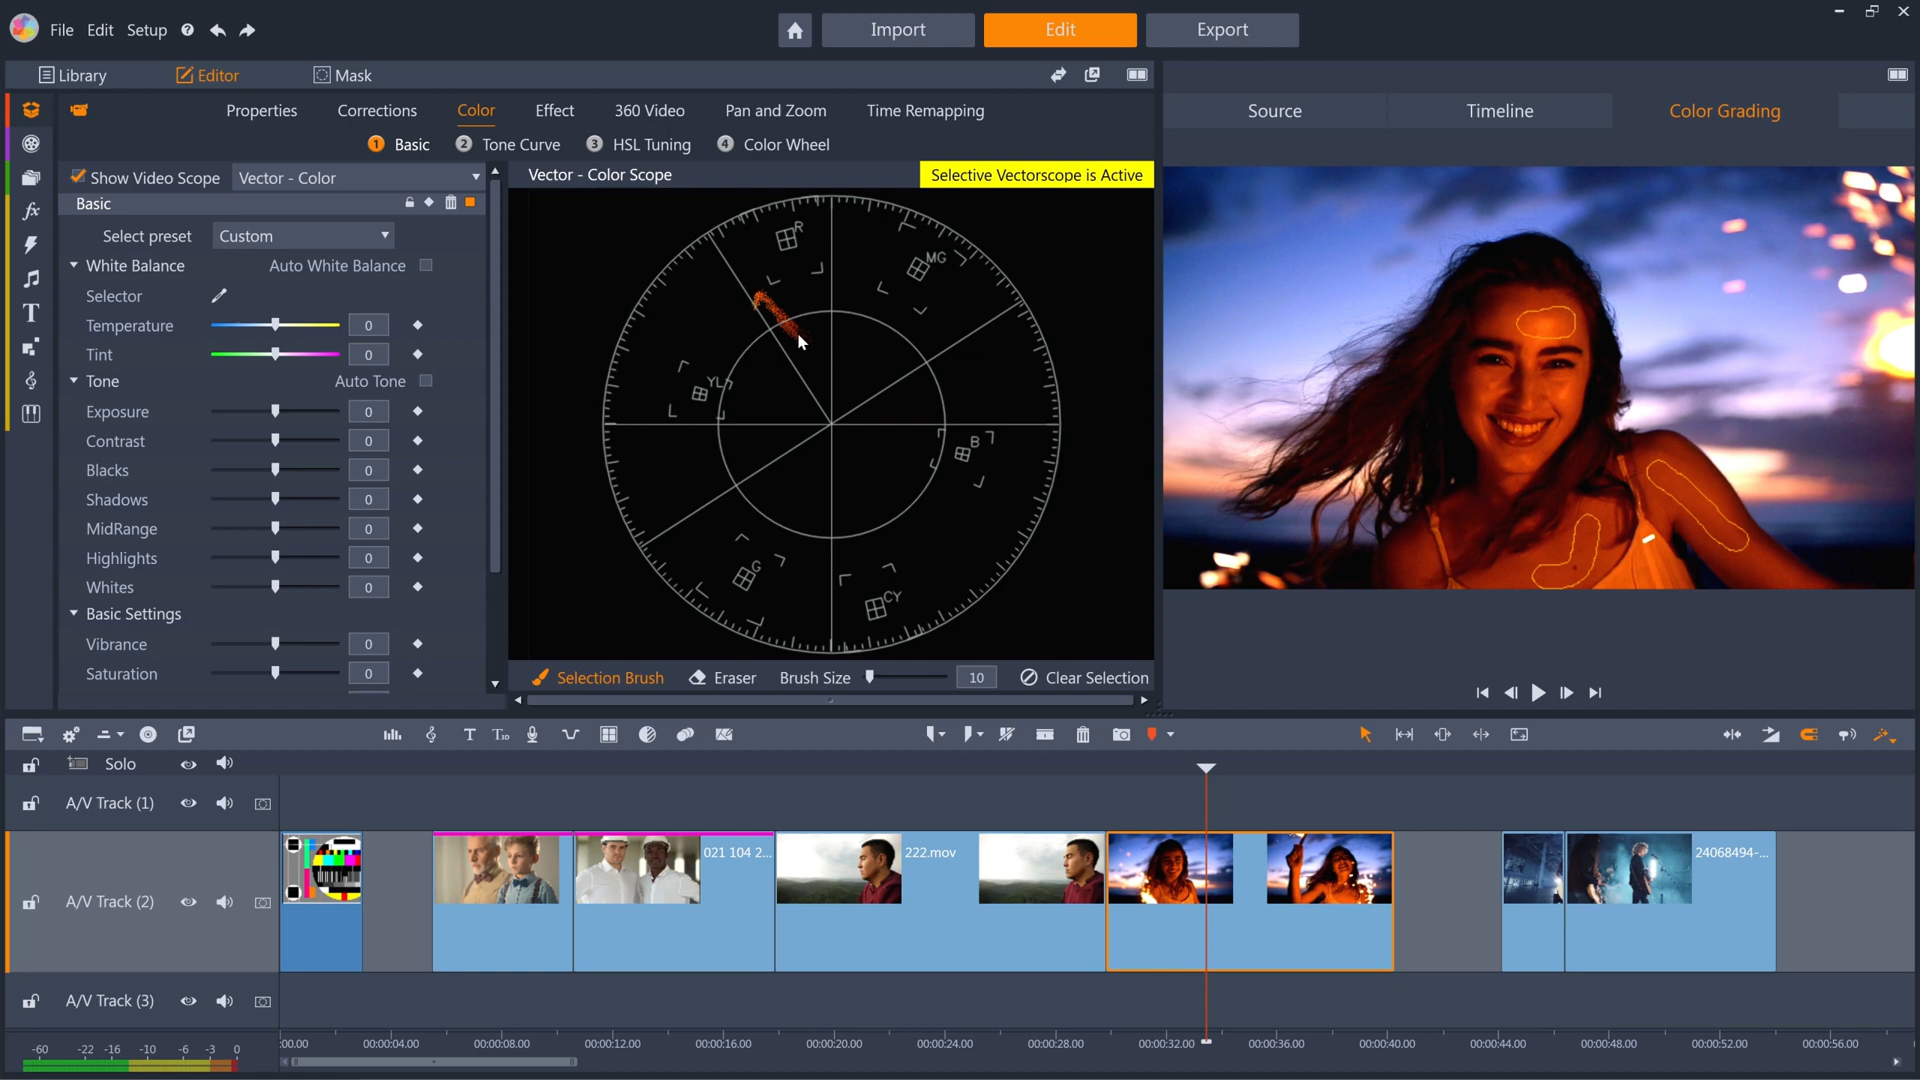 File Edit Setup
Import Edit Export
Library Editor Mask
Properties Corrections Color Effect 360 Video Pan and Zoom Time Remapping
Source Timeline Color Grading
1 Basic 2 Tone Curve 3 HSL Tuning 4 Color Wheel
Show Video Scope Vector - Color
Vector - Color Scope Selective Vectorscope is Active
Basic
Select preset Custom
White Balance Auto White Balance
Selector
Temperature 0
Tint 0
Tone Auto Tone
Exposure 0
Contrast 0
Blacks 0
Shadows 0
MidRange 0
Highlights 0
Whites 0
Basic Settings
Vibrance 0
Saturation 0
R
MG
YL
B
G
CY
Selection Brush Eraser Brush Size 10 Clear Selection
Solo
A/V Track (1)
A/V Track (2)
021 104 2... 222.mov 24068494-...
A/V Track (3)
:00.00 00:00:04.00 00:00:08.00 00:00:12.00 00:00:16.00 00:00:20.00 00:00:24.00 00:00:28.00 00:00:32.00 00:00:36.00 00:00:40.00 00:00:44.00 00:00:48.00 00:00:52.00 00:00:56.00
-60 -22 -16 -10 -6 -3 0